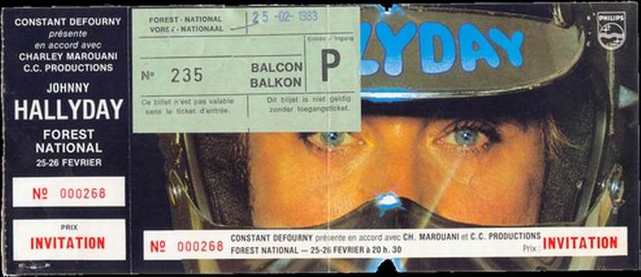 CONSTANT DEFOURNY
présente
en accord avec
CHARLEY MAROUANI
C.C. PRODUCTIONS
JOHNNY
HALLYDAY
FOREST
NATIONAL
25-26 FEVRIER
Nº 000268
PRIX
INVITATION
FOREST - NATIONAL
25 -02- 1983
Entrée - Ingang
Nº 235
BALCON
BALKON
P
Ce billet n'est pas valable
sans le ticket d'entrée.
Dit biljet is niet geldig
zonder toegangsticket.
LYDAY
PHILIPS
Nº 000268
CONSTANT DEFOURNY présente en accord avec CH. MAROUANI et C.C. PRODUCTIONS
FOREST NATIONAL — 25-26 FEVRIER à 20 h. 30
Prix : INVITATION